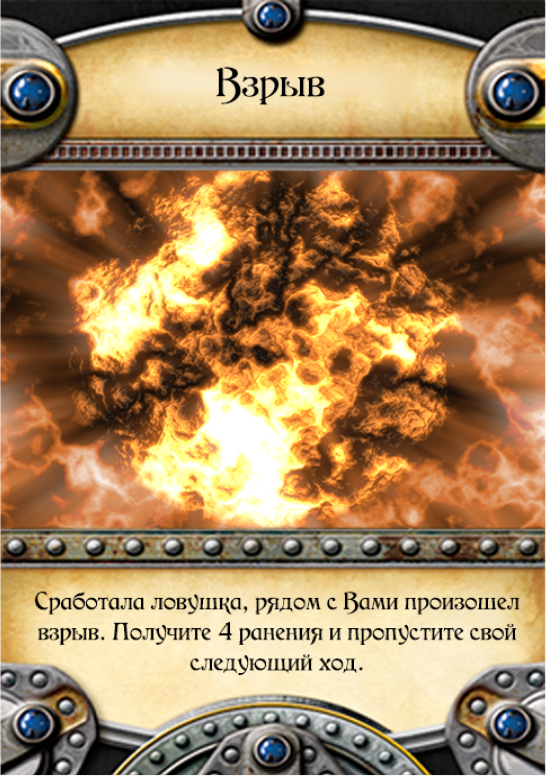 Взрыв
Сработала ловушка, рядом с Вами произошел
взрыв. Получите 4 ранения и пропустите свой
следующий ход.